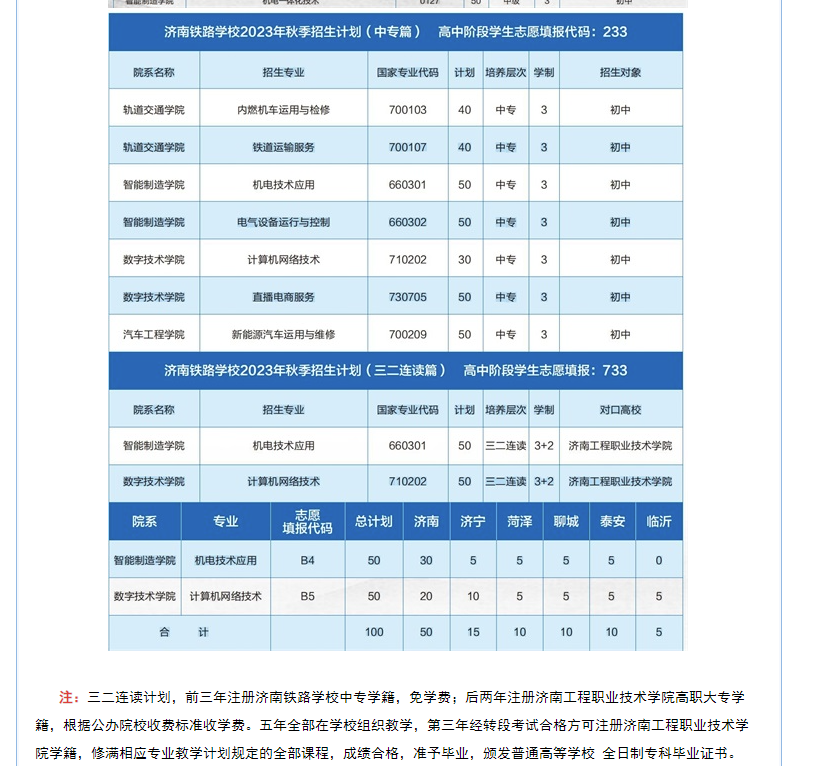 智能制造学院 机电一体化技术 0127 50 中级 3 初中
济南铁路学校2023年秋季招生计划（中专篇） 高中阶段学生志愿填报代码：233
院系名称 招生专业 国家专业代码 计划 培养层次 学制 招生对象
轨道交通学院 内燃机车运用与检修 700103 40 中专 3 初中
轨道交通学院 铁道运输服务 700107 40 中专 3 初中
智能制造学院 机电技术应用 660301 50 中专 3 初中
智能制造学院 电气设备运行与控制 660302 50 中专 3 初中
数字技术学院 计算机网络技术 710202 30 中专 3 初中
数字技术学院 直播电商服务 730705 50 中专 3 初中
汽车工程学院 新能源汽车运用与维修 700209 50 中专 3 初中
济南铁路学校2023年秋季招生计划（三二连读篇） 高中阶段学生志愿填报：733
院系名称 招生专业 国家专业代码 计划 培养层次 学制 对口高校
智能制造学院 机电技术应用 660301 50 三二连读 3+2 济南工程职业技术学院
数字技术学院 计算机网络技术 710202 50 三二连读 3+2 济南工程职业技术学院
院系 专业 志愿填报代码 总计划 济南 济宁 菏泽 聊城 泰安 临沂
智能制造学院 机电技术应用 B4 50 30 5 5 5 5 0
数字技术学院 计算机网络技术 B5 50 20 10 5 5 5 5
合 计 100 50 15 10 10 10 5
注：三二连读计划，前三年注册济南铁路学校中专学籍，免学费；后两年注册济南工程职业技术学院高职大专学
籍，根据公办院校收费标准收学费。五年全部在学校组织教学，第三年经转段考试合格方可注册济南工程职业技术学
院学籍，修满相应专业教学计划规定的全部课程，成绩合格，准予毕业，颁发普通高等学校 全日制专科毕业证书。